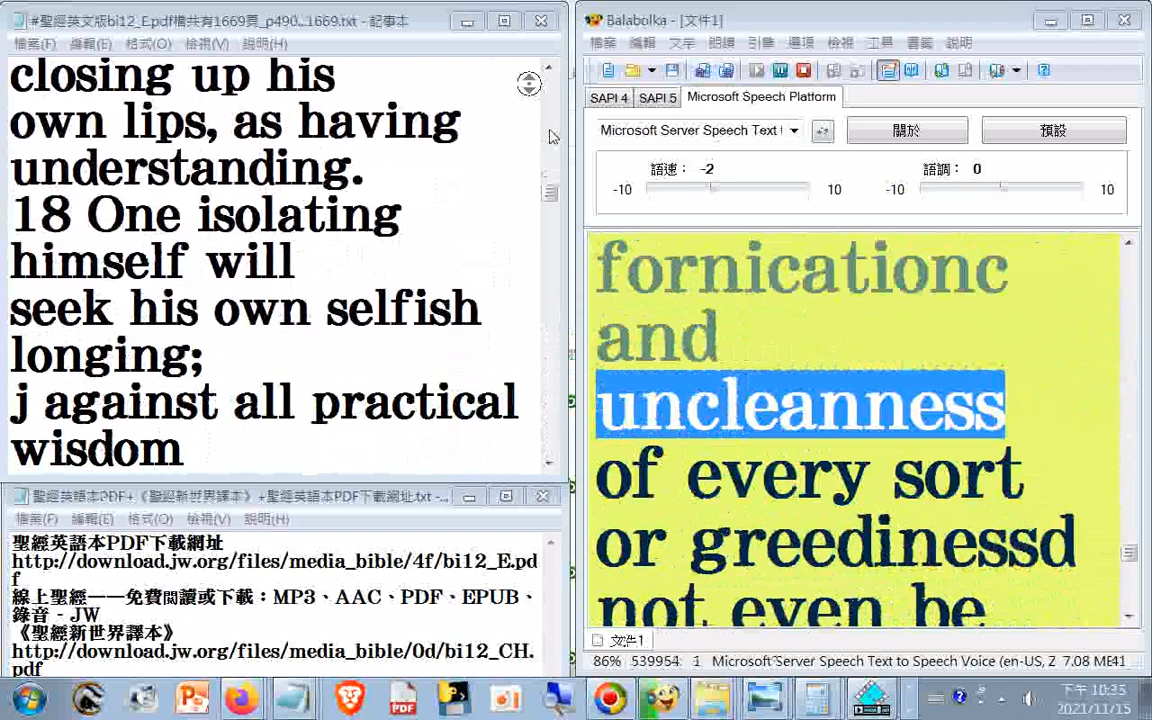 #聖經英文版bi12_E.pdf檔共有1669頁_p490...1669.txt - 記事本
檔案(F) 編輯(E) 格式(O) 檢視(V) 說明(H)
closing up his
own lips, as having
understanding.
18 One isolating
himself will
seek his own selfish
longing;
j against all practical
wisdom
聖經英語本PDF+《聖經新世界譯本》+聖經英語本PDF下載網址.txt - ...
檔案(F) 編輯(E) 格式(O) 檢視(V) 說明(H)
聖經英語本PDF下載網址
http://download.jw.org/files/media_bible/4f/bi12_E.pd
f
線上聖經——免費閱讀或下載：MP3、AAC、PDF、EPUB、
錄音 - JW
《聖經新世界譯本》
http://download.jw.org/files/media_bible/0d/bi12_CH.
pdf
Balabolka - [文件1]
檔案 編輯 文字 朗讀 引擎 選項 檢視 工具 書籤 說明
SAPI 4 SAPI 5 Microsoft Speech Platform
Microsoft Server Speech Text 關於 預設
語速： -2 語調： 0
-10 10 -10 10
fornicationc
and
uncleanness
of every sort
or greedinessd
not even be
文件1
86% 539954 1 Microsoft Server Speech Text to Speech Voice (en-US, Z 7.08 ME41
下午 10:35
2021/11/15